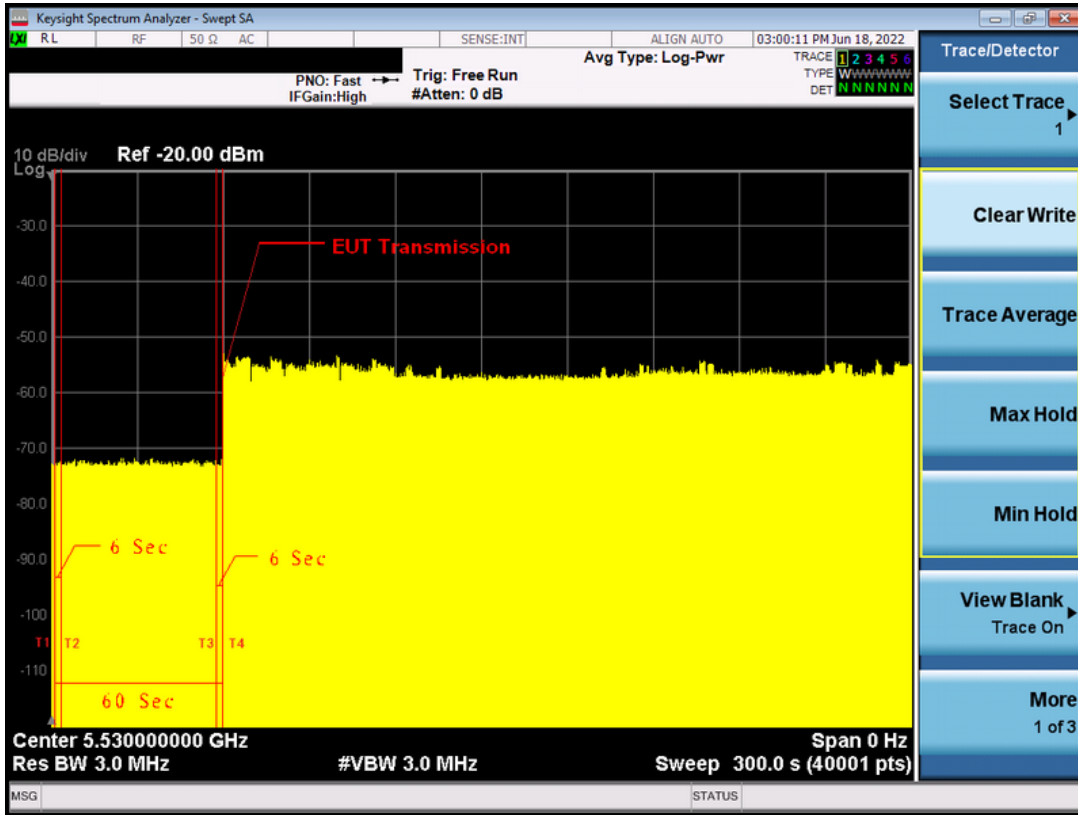 Keysight Spectrum Analyzer - Swept SA
LXI RL RF 50 Ω AC SENSE:INT ALIGN AUTO 03:00:11 PM Jun 18, 2022
Avg Type: Log-Pwr TRACE 1 2 3 4 5 6
PNO: Fast Trig: Free Run TYPE WWWWWW
IFGain:High #Atten: 0 dB DET N N N N N N
10 dB/div Ref -20.00 dBm
Log
-30.0
EUT Transmission
-40.0
-50.0
-60.0
-70.0
-80.0
6 Sec
-90.0 6 Sec
-100
T1 T2 T3 T4
-110
60 Sec
Center 5.530000000 GHz Span 0 Hz
Res BW 3.0 MHz #VBW 3.0 MHz Sweep 300.0 s (40001 pts)
MSG STATUS
Trace/Detector
Select Trace
1
Clear Write
Trace Average
Max Hold
Min Hold
View Blank
Trace On
More
1 of 3